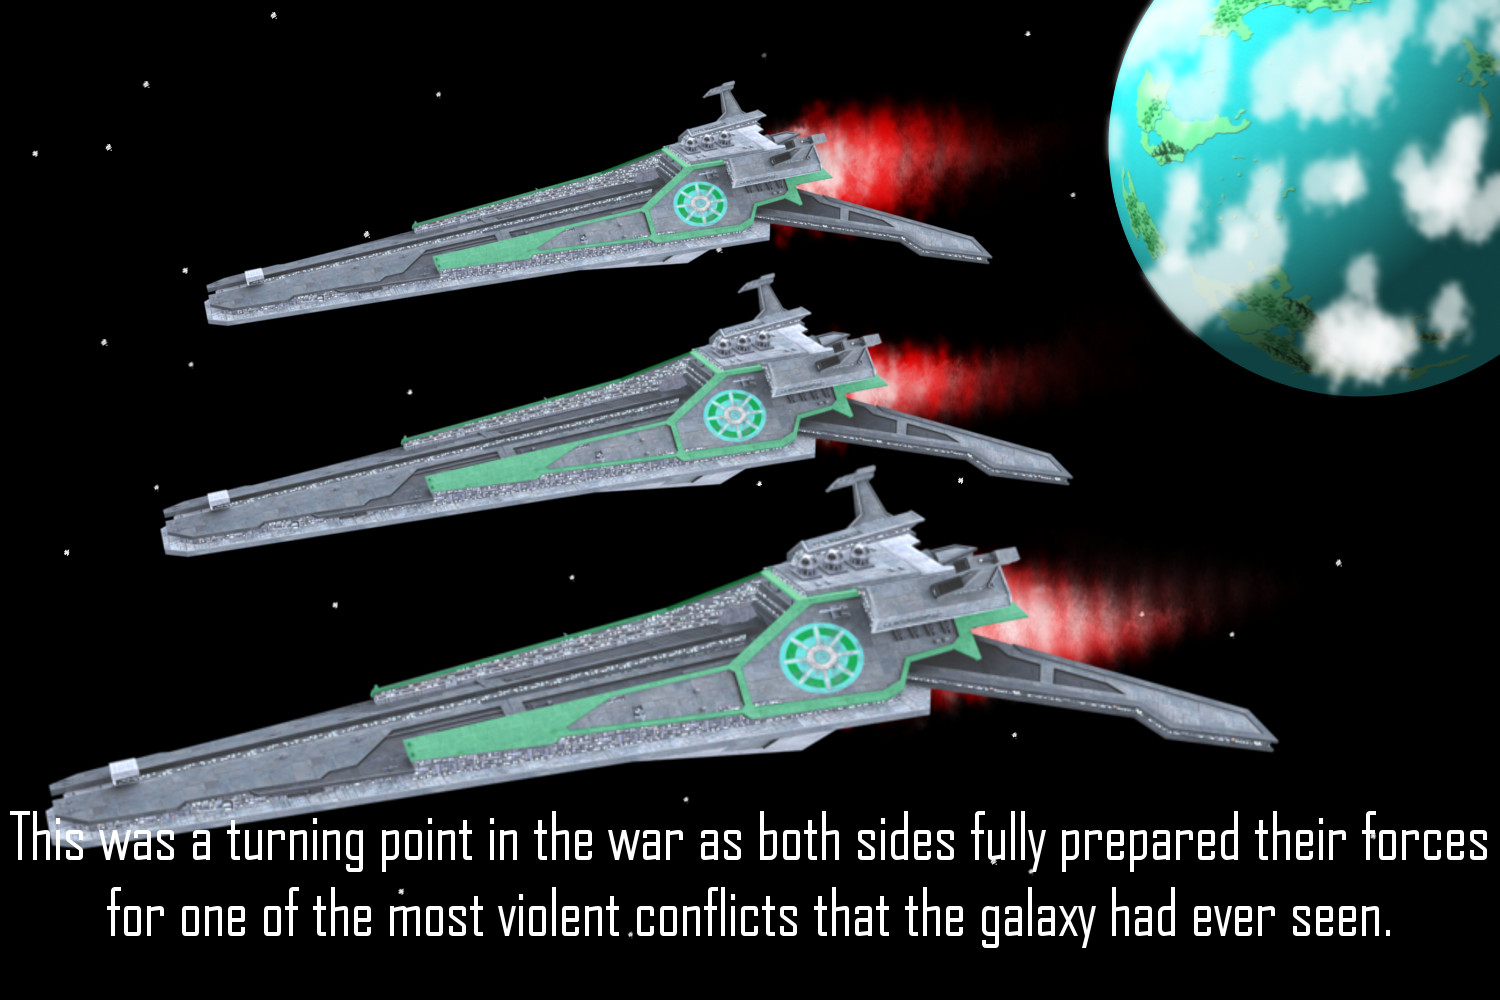 This was a turning point in the war as both sides fully prepared their forces
for one of the most violent conflicts that the galaxy had ever seen.